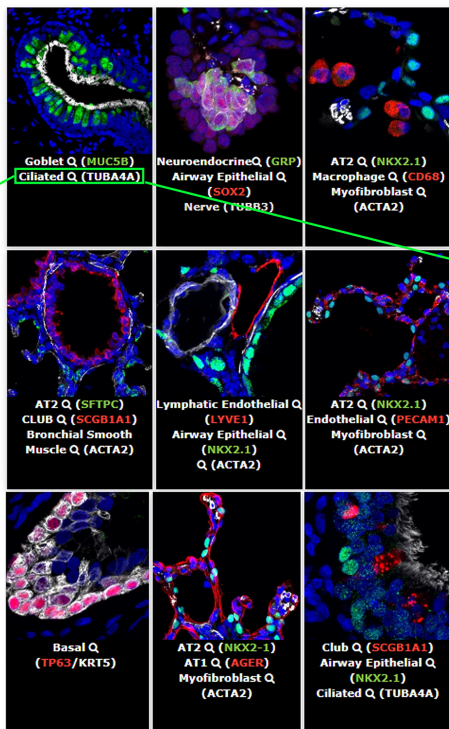 Goblet (MUC5B)
Ciliated (TUBA4A)
Neuroendocrine (GRP)
Airway Epithelial
(SOX2)
Nerve (TUBB3)
AT2 (NKX2.1)
Macrophage (CD68)
Myofibroblast
(ACTA2)
AT2 (SFTPC)
CLUB (SCGB1A1)
Bronchial Smooth
Muscle (ACTA2)
Lymphatic Endothelial
(LYVE1)
Airway Epithelial
(NKX2.1)
(ACTA2)
AT2 (NKX2.1)
Endothelial (PECAM1)
Myofibroblast
(ACTA2)
Basal
(TP63/KRT5)
AT2 (NKX2-1)
AT1 (AGER)
Myofibroblast
(ACTA2)
Club (SCGB1A1)
Airway Epithelial
(NKX2.1)
Ciliated (TUBA4A)